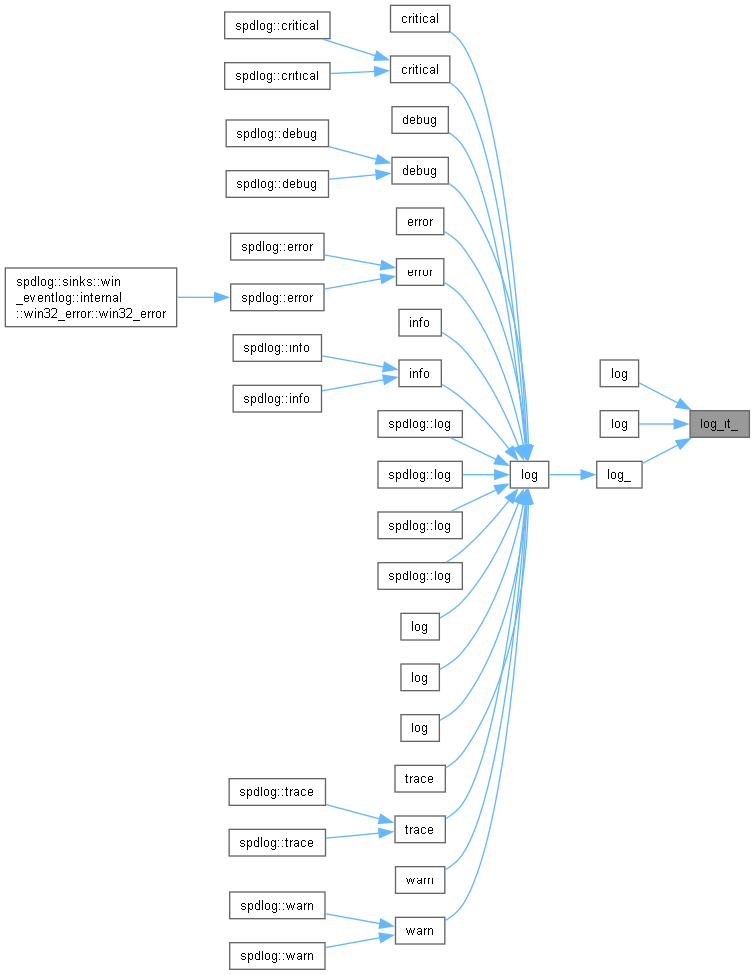 critical
spdlog::critical
critical
spdlog::critical
debug
spdlog::debug
debug
spdlog::debug
error
spdlog::error
error
spdlog::sinks::win
_eventlog::internal
::win32_error::win32_error
spdlog::error
info
spdlog::info
info
spdlog::info
log
spdlog::log
log
log_it_
spdlog::log
log
log_
spdlog::log
spdlog::log
log
log
log
trace
spdlog::trace
trace
spdlog::trace
warn
spdlog::warn
warn
spdlog::warn